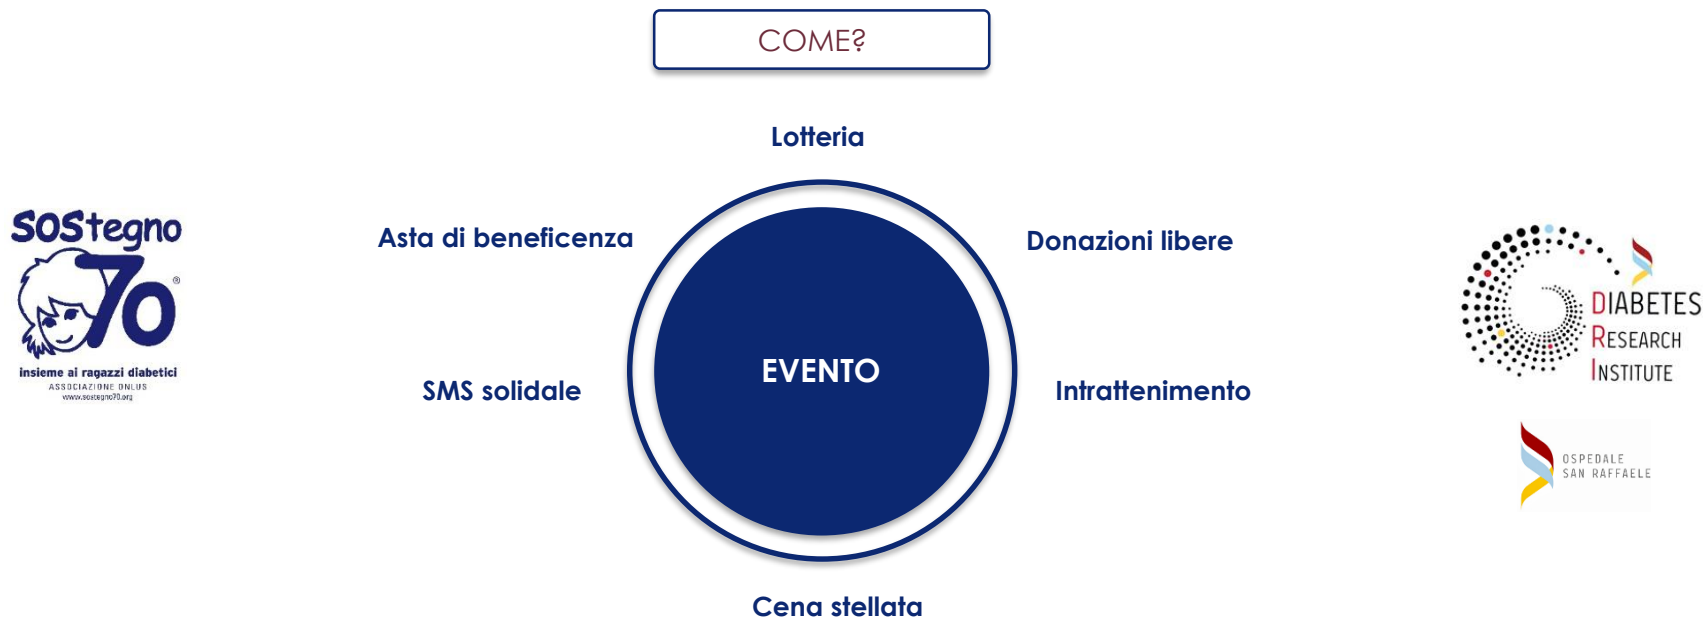 COME?
Lotteria
Asta di beneficenza
Donazioni libere
SMS solidale
EVENTO
Intrattenimento
Cena stellata
SOStegno
70
®
insieme ai ragazzi diabetici
ASSOCIAZIONE ONLUS
www.sostegno70.org
DIABETES
RESEARCH
INSTITUTE
OSPEDALE
SAN RAFFAELE